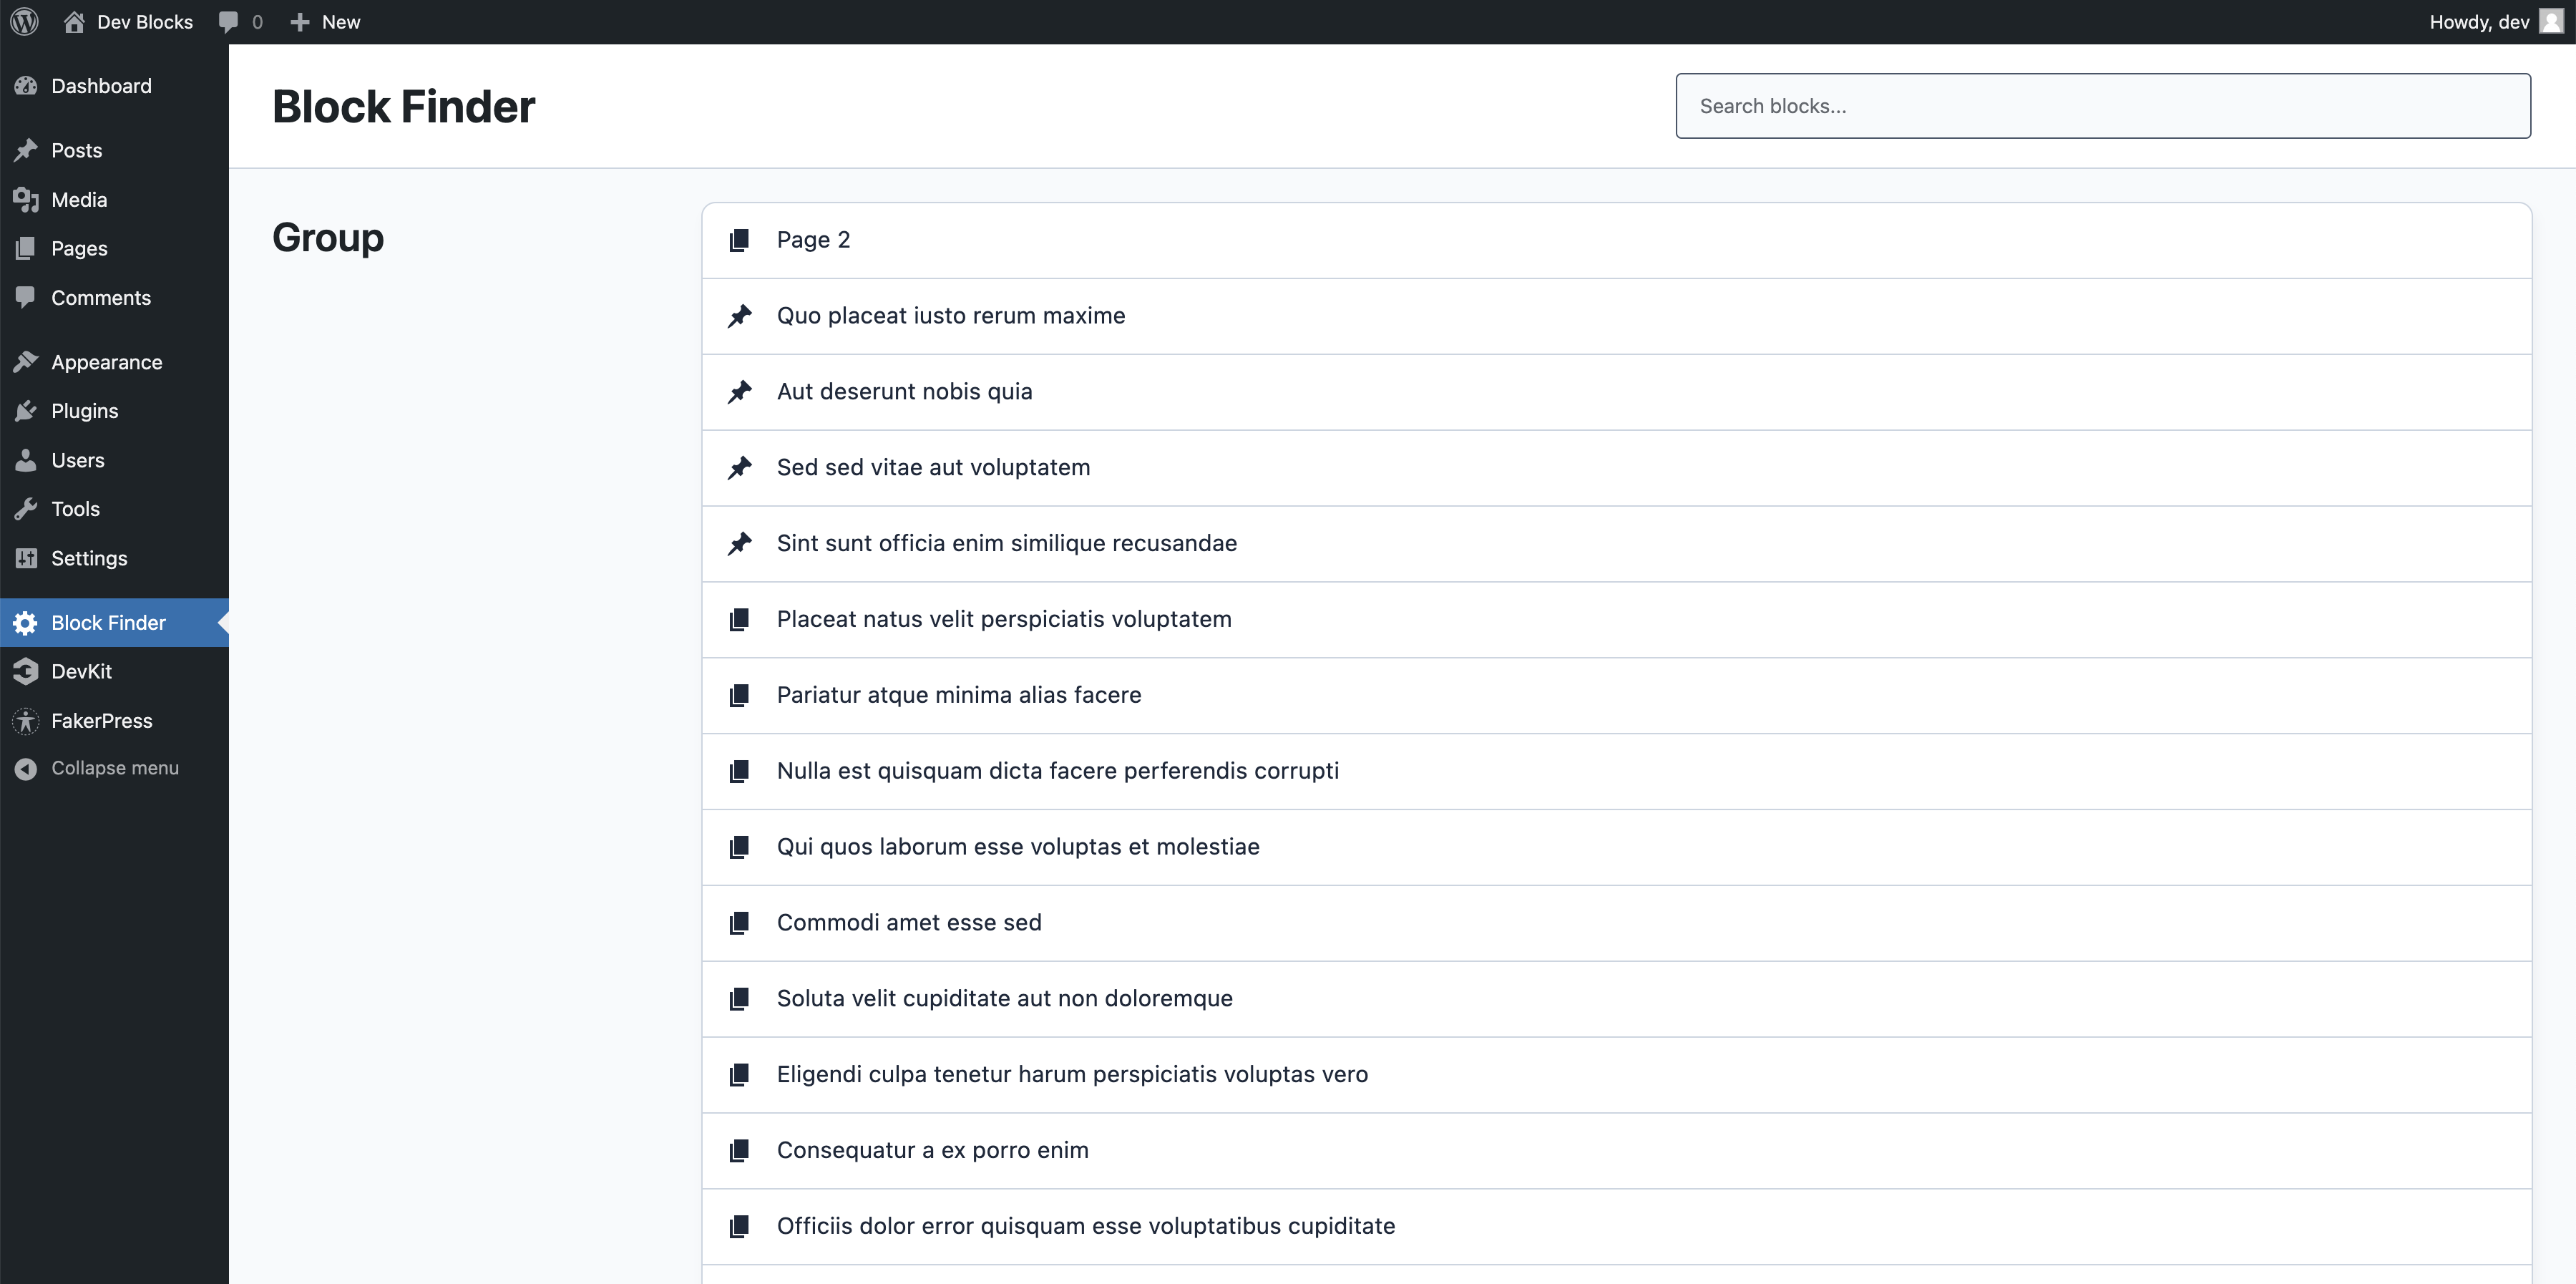 Dev Blocks
0
New
Howdy, dev
Dashboard
Posts
Media
Pages
Comments
Appearance
Plugins
Users
Tools
Settings
Block Finder
DevKit
FakerPress
Collapse menu
Block Finder
Search blocks...
Group
Page 2
Quo placeat iusto rerum maxime
Aut deserunt nobis quia
Sed sed vitae aut voluptatem
Sint sunt officia enim similique recusandae
Placeat natus velit perspiciatis voluptatem
Pariatur atque minima alias facere
Nulla est quisquam dicta facere perferendis corrupti
Qui quos laborum esse voluptas et molestiae
Commodi amet esse sed
Soluta velit cupiditate aut non doloremque
Eligendi culpa tenetur harum perspiciatis voluptas vero
Consequatur a ex porro enim
Officiis dolor error quisquam esse voluptatibus cupiditate